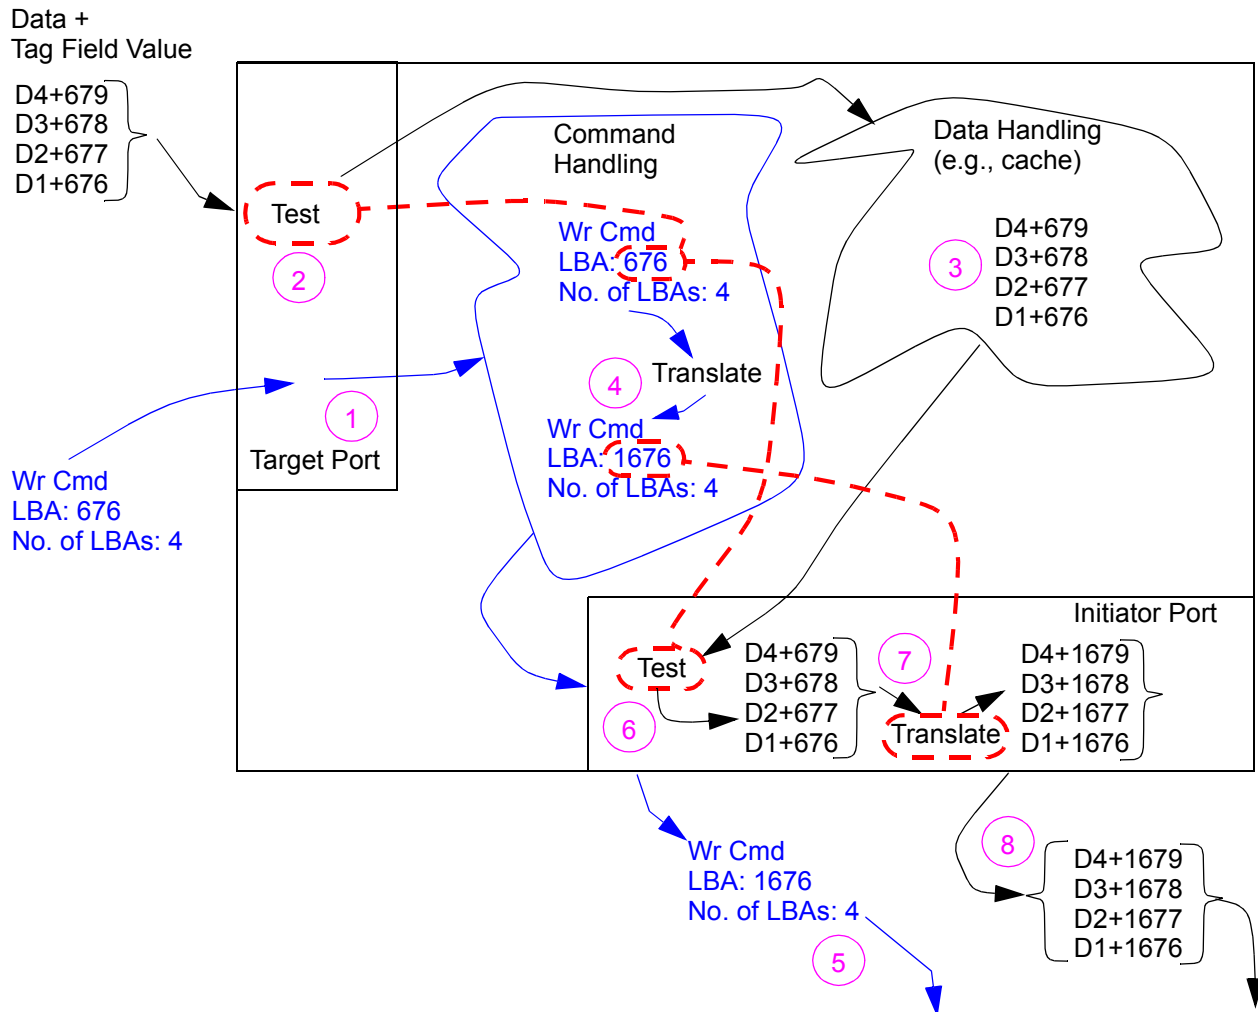 Data +
Tag Field Value
D4+679
D3+678
D2+677
D1+676
Test
2
1
Target Port
Wr Cmd
LBA: 676
No. of LBAs: 4
Command
Handling
Wr Cmd
LBA: 676
No. of LBAs: 4
4
Translate
Wr Cmd
LBA: 1676
No. of LBAs: 4
Data Handling
(e.g., cache)
3
D4+679
D3+678
D2+677
D1+676
Initiator Port
Test
6
D4+679
D3+678
D2+677
D1+676
7
Translate
D4+1679
D3+1678
D2+1677
D1+1676
Wr Cmd
LBA: 1676
No. of LBAs: 4
5
8
D4+1679
D3+1678
D2+1677
D1+1676